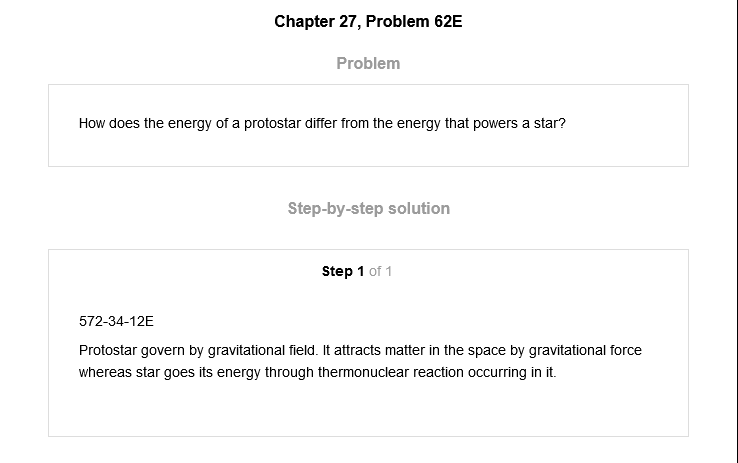 Chapter 27, Problem 62E
Problem
How does the energy of a protostar differ from the energy that powers a star?
Step-by-step solution
Step 1 of 1
572-34-12E
Protostar govern by gravitational field. It attracts matter in the space by gravitational force
whereas star goes its energy through thermonuclear reaction occurring in it.